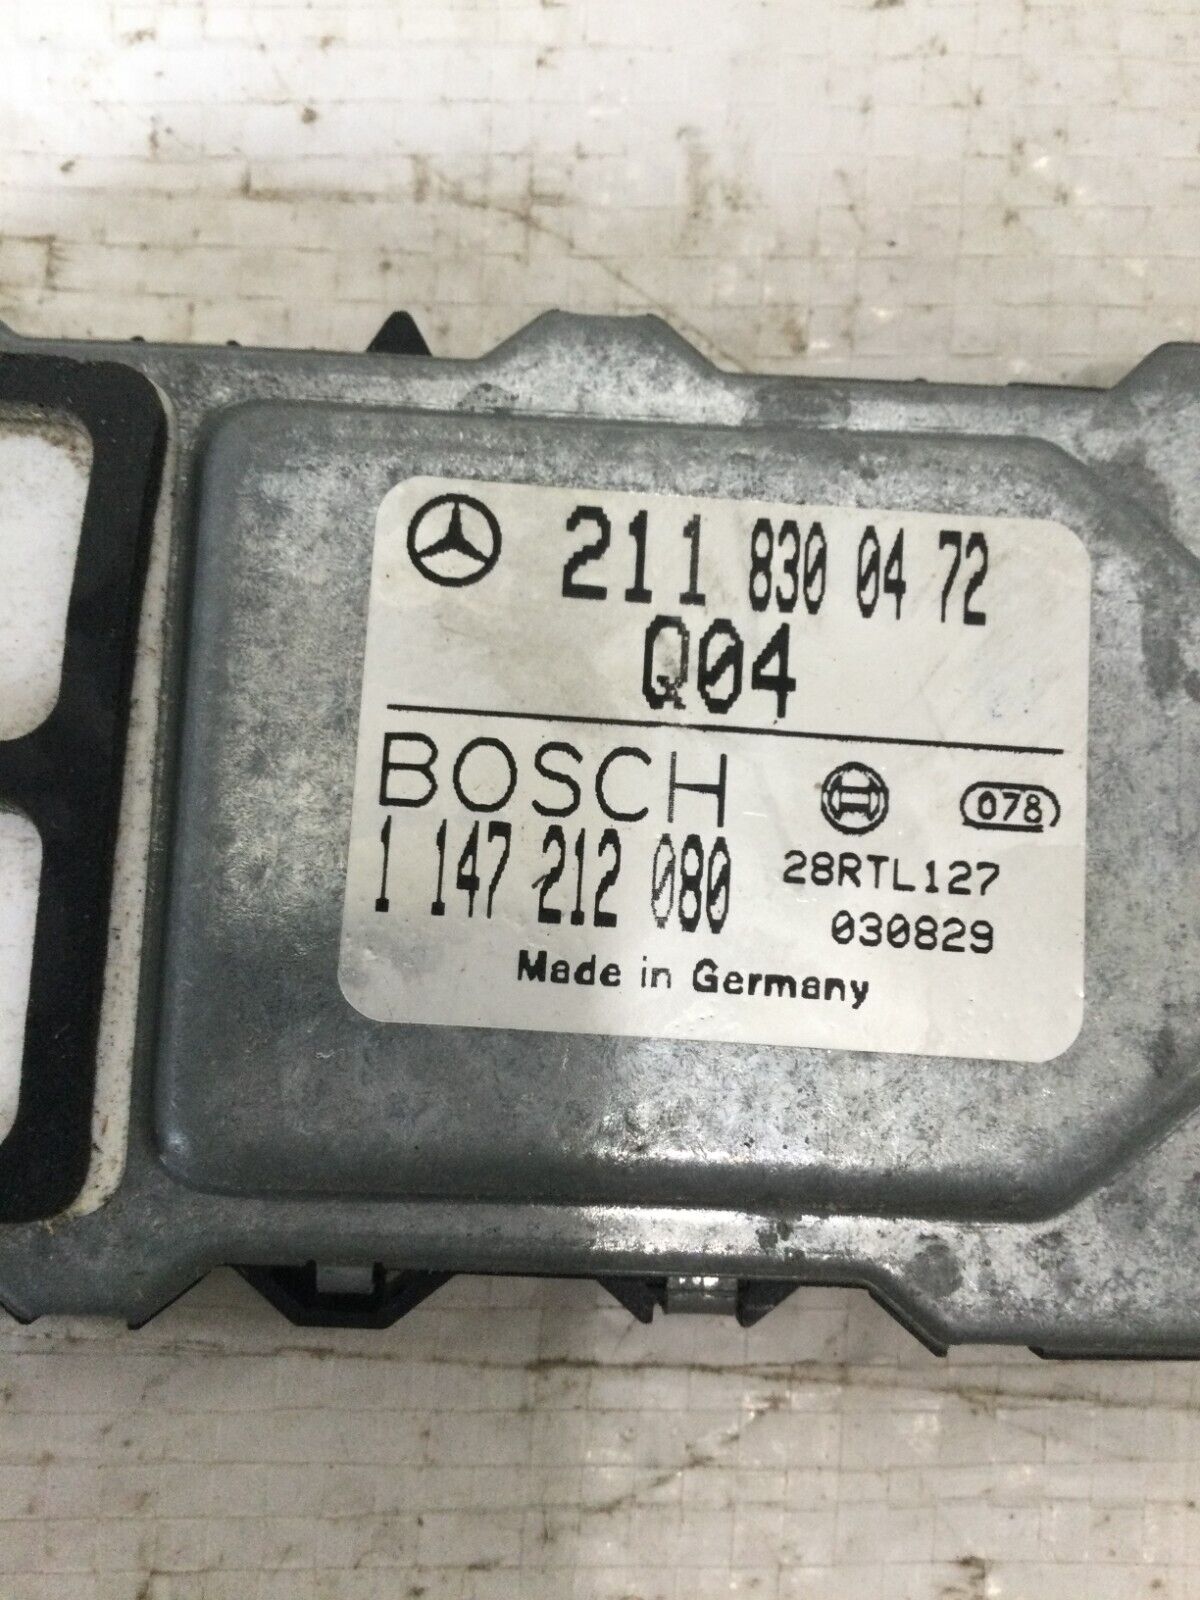 211 830 04 72
Q04
BOSCH
078
1 147 212 080
28RTL127
030829
Made in Germany